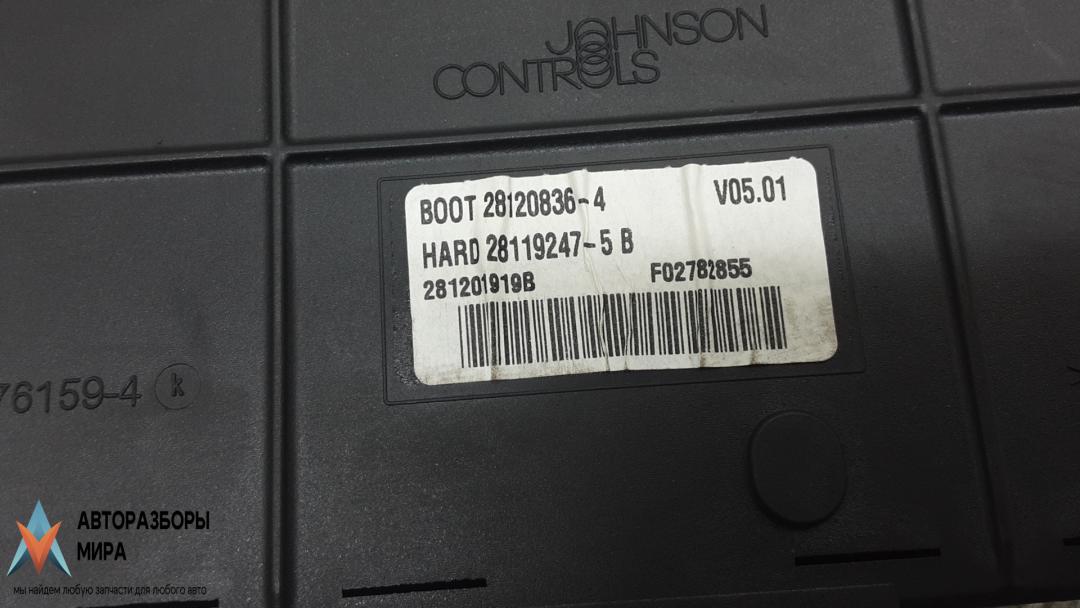 JOHNSON
CONTROLS
BOOT 28120836-4 V05.01
HARD 28119247-5 B
281201919B F02782855
76159-4 k
АВТОРАЗБОРЫ
МИРА
мы найдем любую запчасти для любого авто